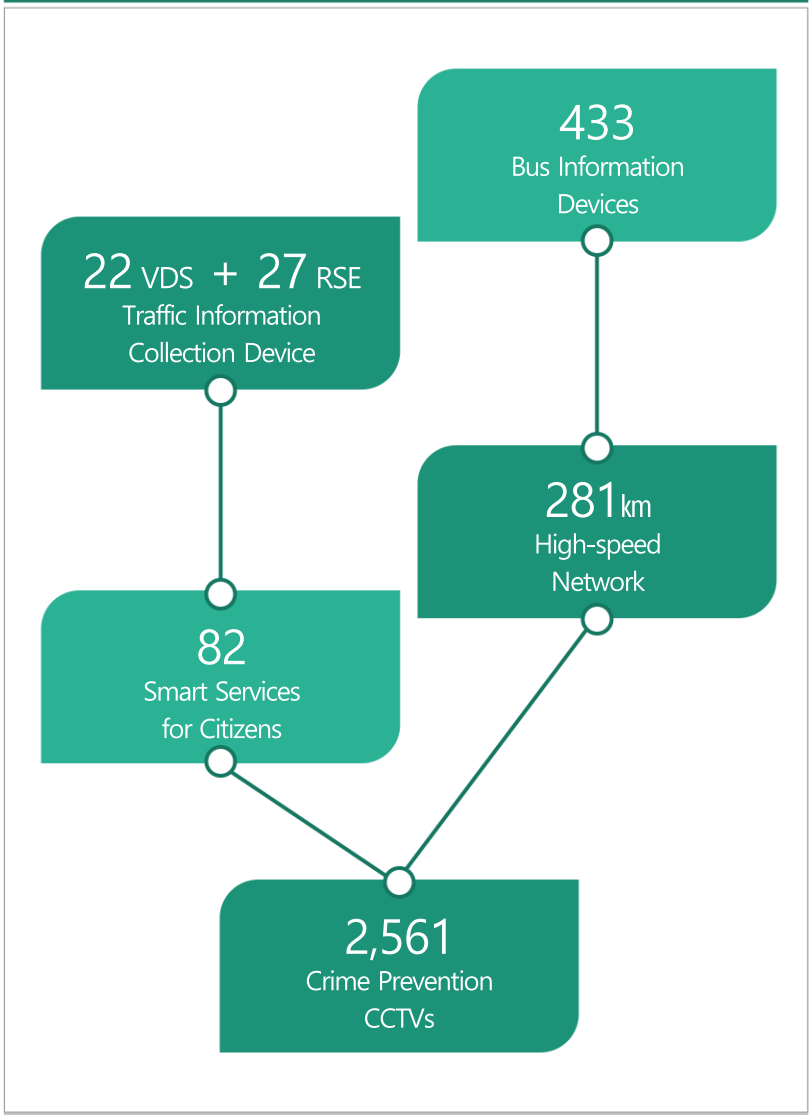 433
Bus Information
Devices
22 VDS + 27 RSE
Traffic Information
Collection Device
281km
High-speed
Network
82
Smart Services
for Citizens
2,561
Crime Prevention
CCTVs